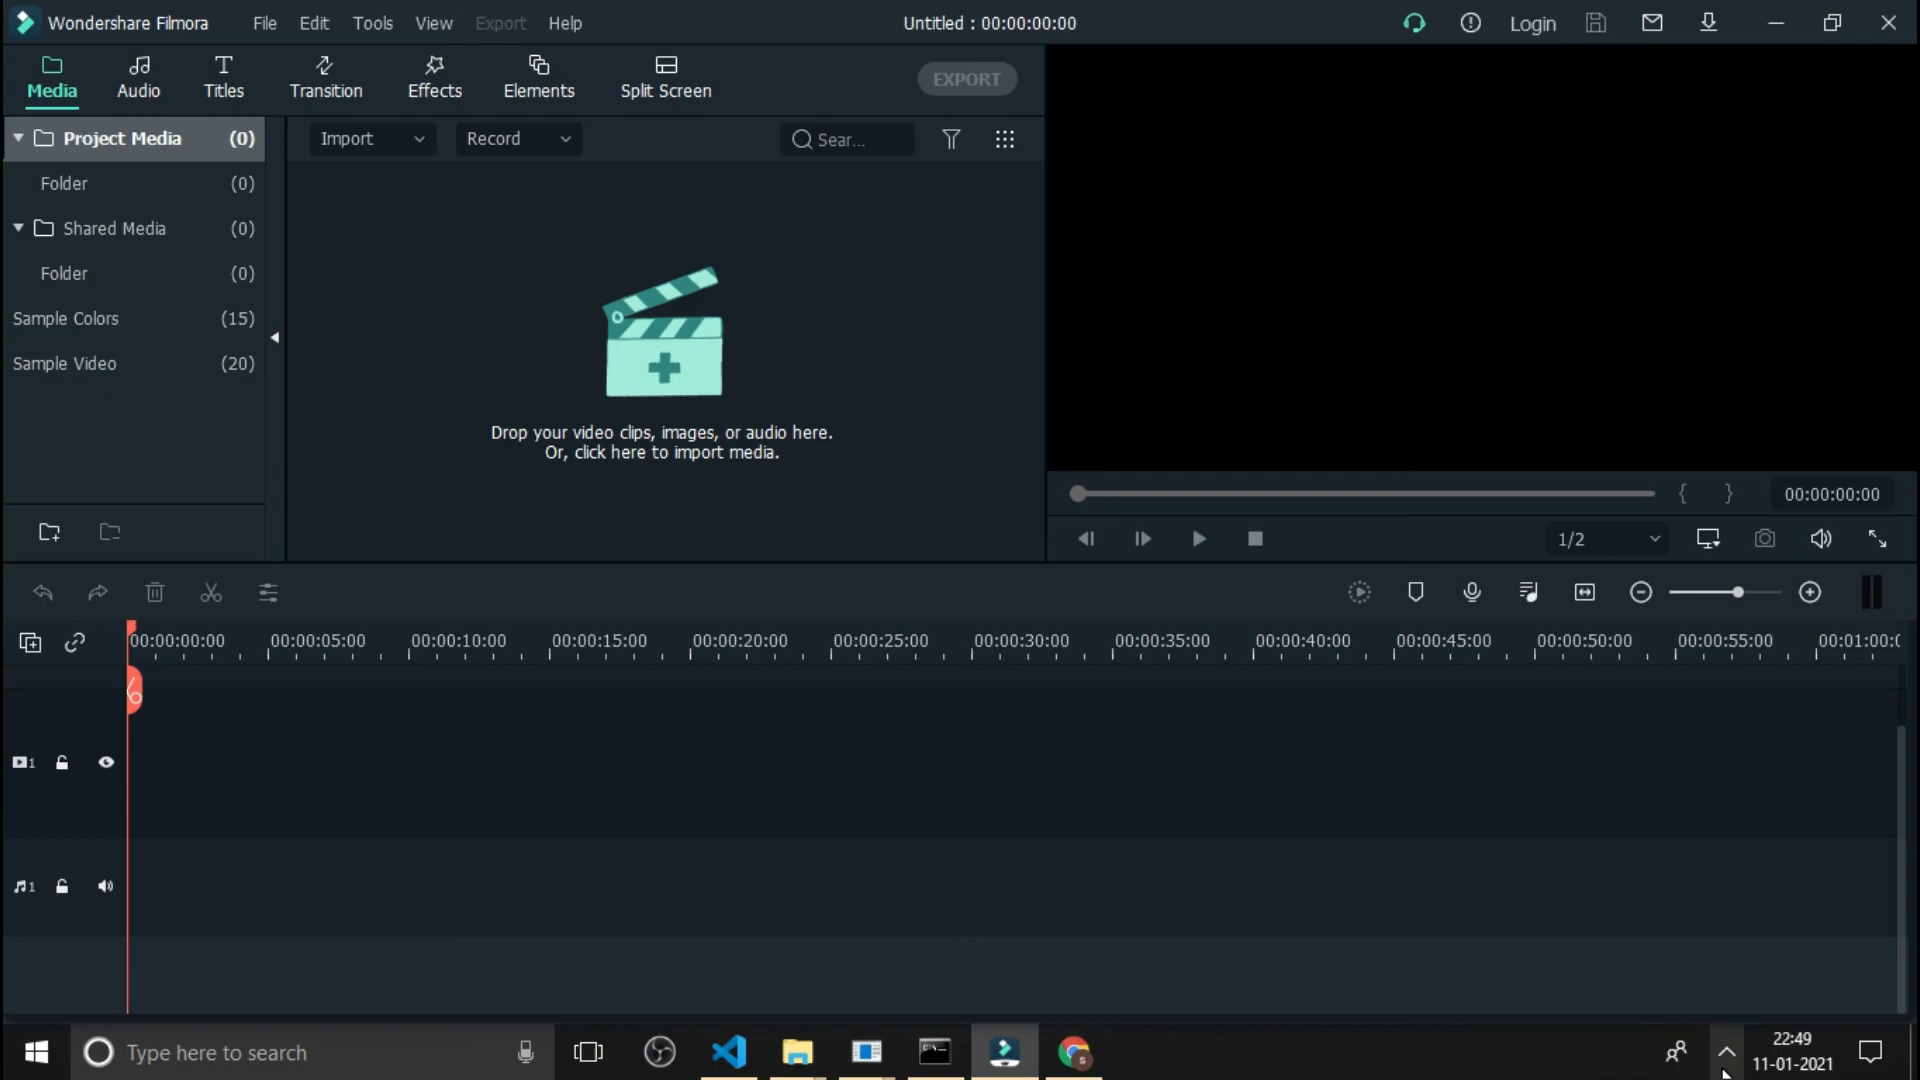 Wondershare Filmora File Edit Tools View Export Help Untitled : 00:00:00:00 Login
Media Audio Titles Transition Effects Elements Split Screen EXPORT
Project Media (0) Import Record Sear...
Folder (0)
Shared Media (0)
Folder (0)
Sample Colors (15)
Sample Video (20)
Drop your video clips, images, or audio here.
Or, click here to import media.
{ } 00:00:00:00
1/2
00:00:00:00 00:00:05:00 00:00:10:00 00:00:15:00 00:00:20:00 00:00:25:00 00:00:30:00 00:00:35:00 00:00:40:00 00:00:45:00 00:00:50:00 00:00:55:00 00:01:00:0
1
1
Type here to search
22:49
11-01-2021